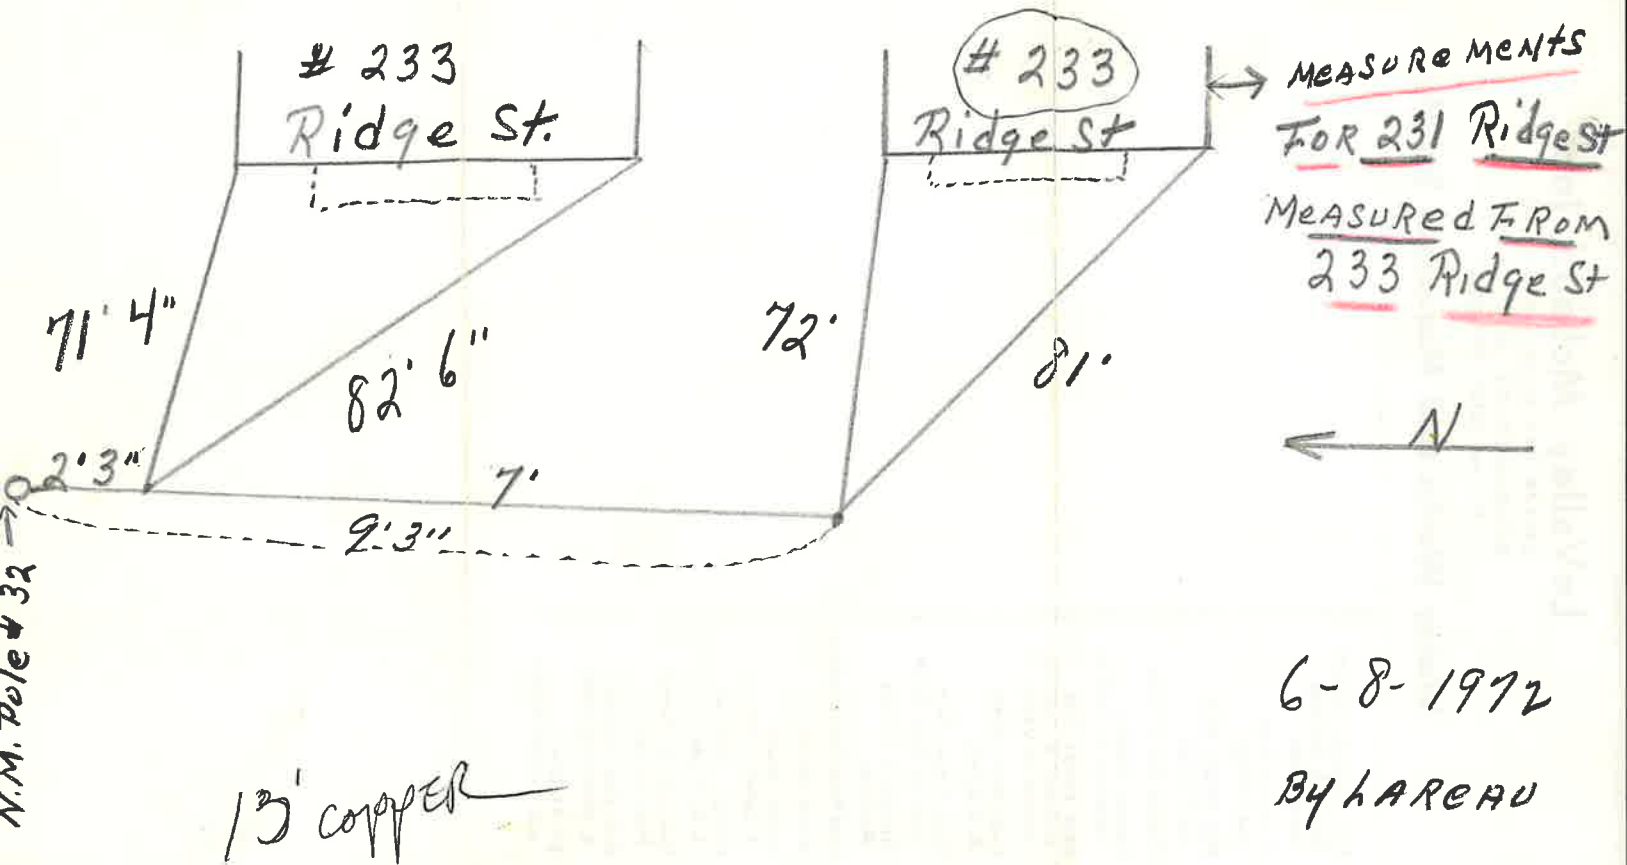 # 233
Ridge St.
# 233
Ridge St
MEASUREMENTS
FOR 231 Ridge St
MEASURED FROM
233 Ridge St
71' 4"
82' 6"
72'
81'
N
2'3"
7'
9'3"
N.M. Pole # 32
6-8-1972
By LAREAU
13' COPPER